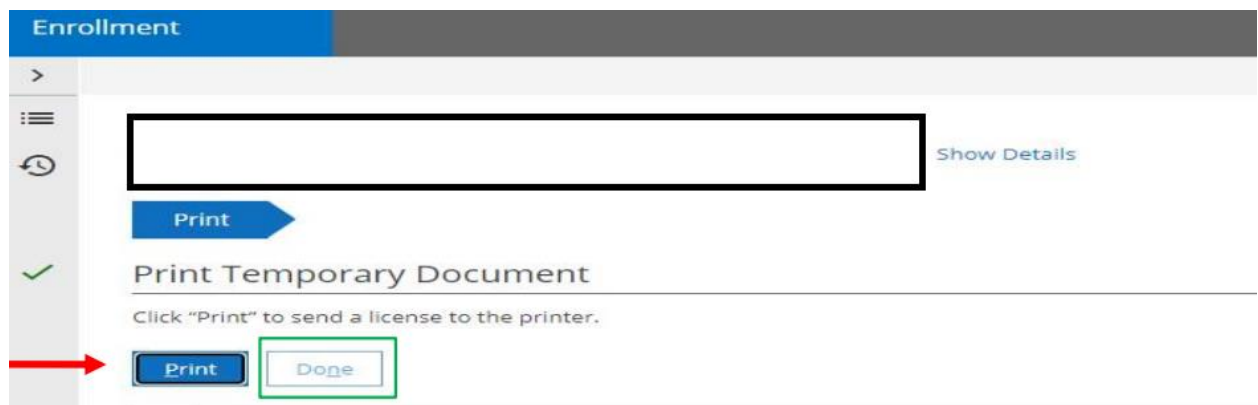 Enrollment
Show Details
Print
Print Temporary Document
Click “Print” to send a license to the printer.
Print Done